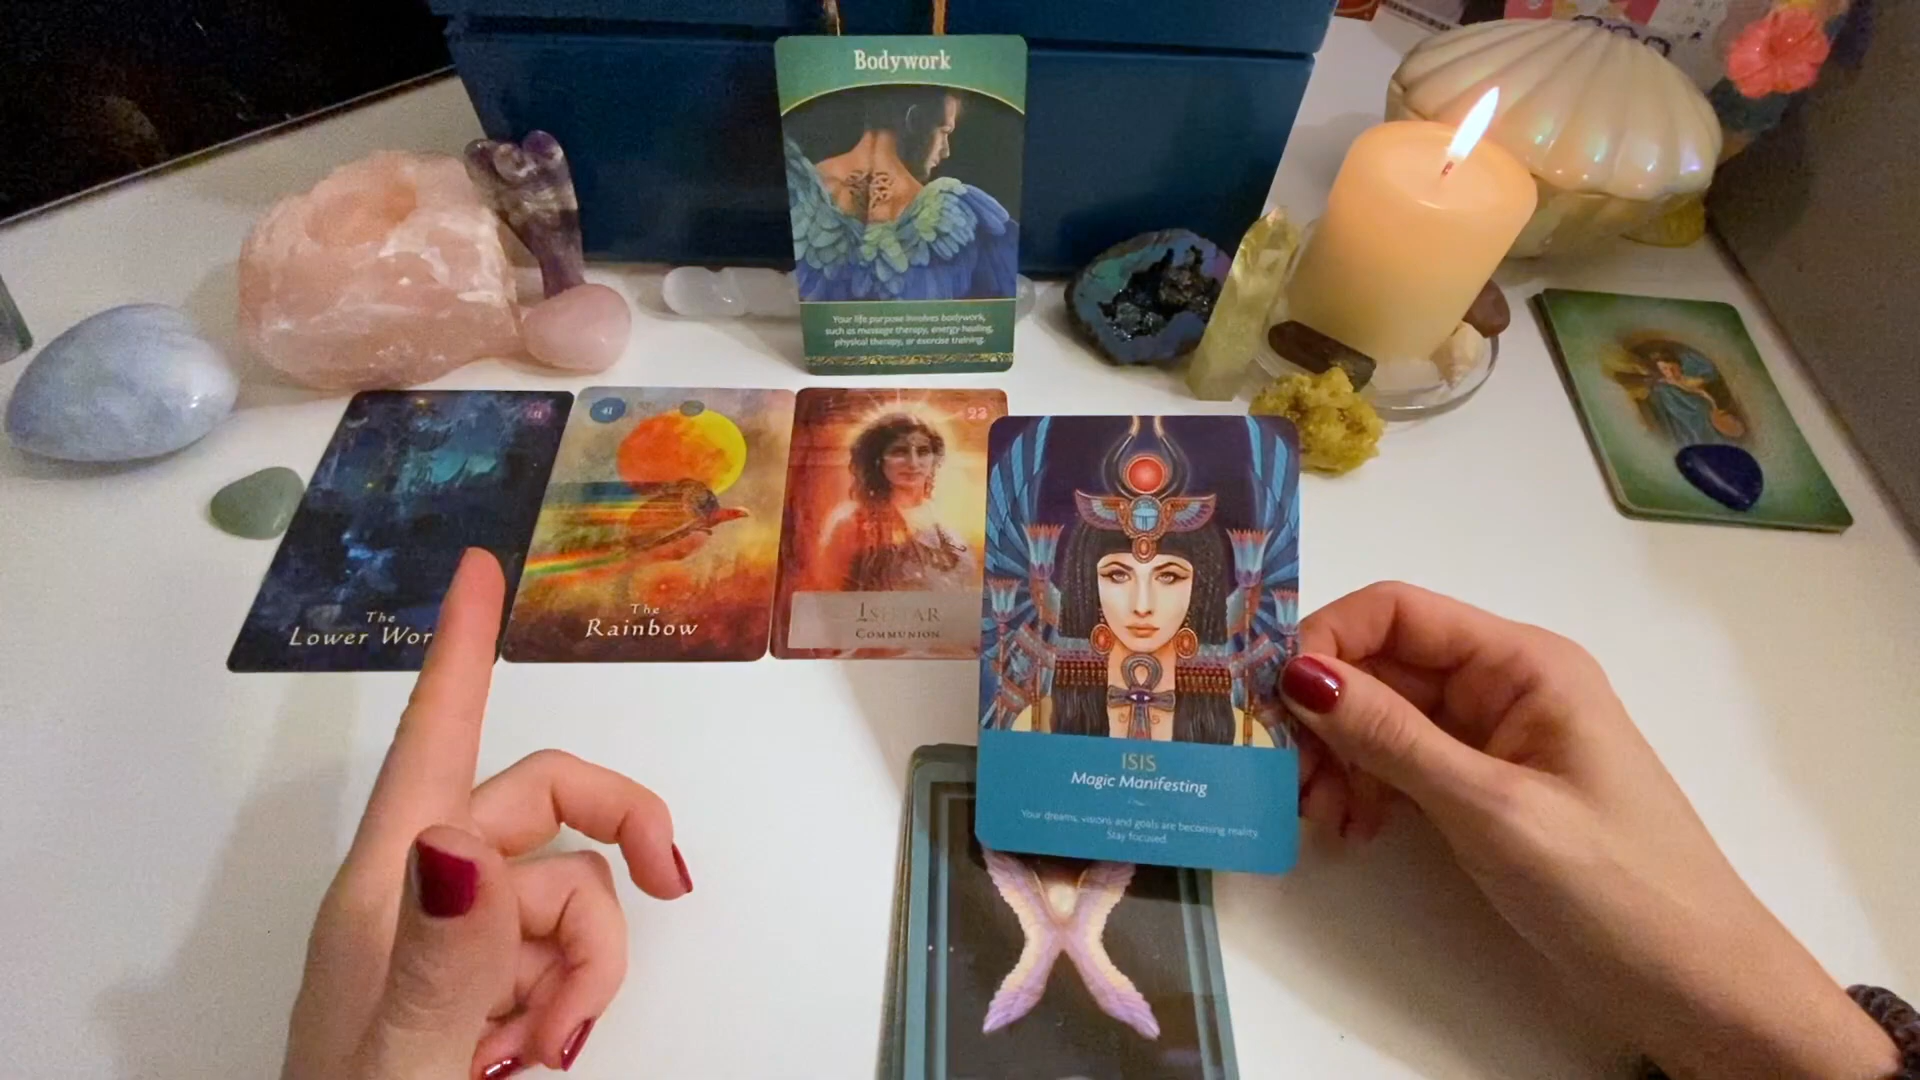 Bodywork
Your life purpose involves bodywork,
such as massage therapy, energy healing,
physical therapy, or exercise training.
The
Lower Wor
41
The
Rainbow
23
ISHTAR
COMMUNION
ISIS
Magic Manifesting
Your dreams, visions and goals are becoming reality.
Stay focused.